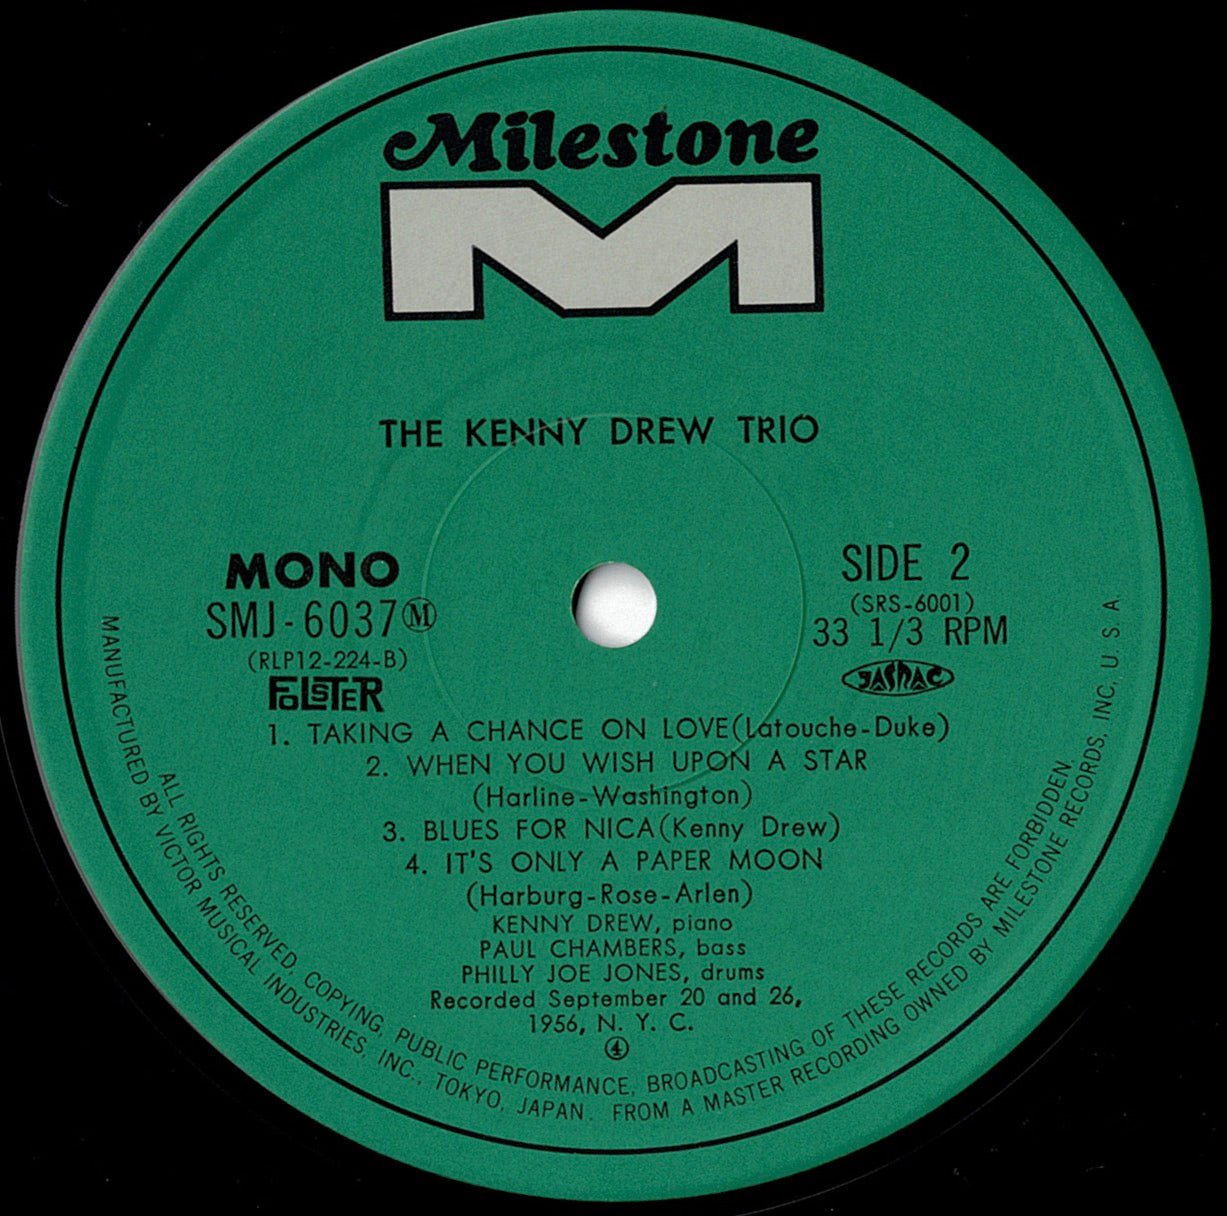 Milestone
M
THE KENNY DREW TRIO
MONO
SMJ-6037Ⓜ
(RLP12-224-B)
FOLSTER
SIDE 2
(SRS-6001)
33 1/3 RPM
JASRAC
1. TAKING A CHANCE ON LOVE(Latouche-Duke)
2. WHEN YOU WISH UPON A STAR
(Harline-Washington)
3. BLUES FOR NICA(Kenny Drew)
4. IT'S ONLY A PAPER MOON
(Harburg-Rose-Arlen)
KENNY DREW, piano
PAUL CHAMBERS, bass
PHILLY JOE JONES, drums
Recorded September 20 and 26,
1956, N. Y. C.
④
ALL RIGHTS RESERVED, COPYING, PUBLIC PERFORMANCE, BROADCASTING OF THESE RECORDS ARE FORBIDDEN.
MANUFACTURED BY VICTOR MUSICAL INDUSTRIES, INC., TOKYO, JAPAN. FROM A MASTER RECORDING OWNED BY MILESTONE RECORDS, INC, U. S. A